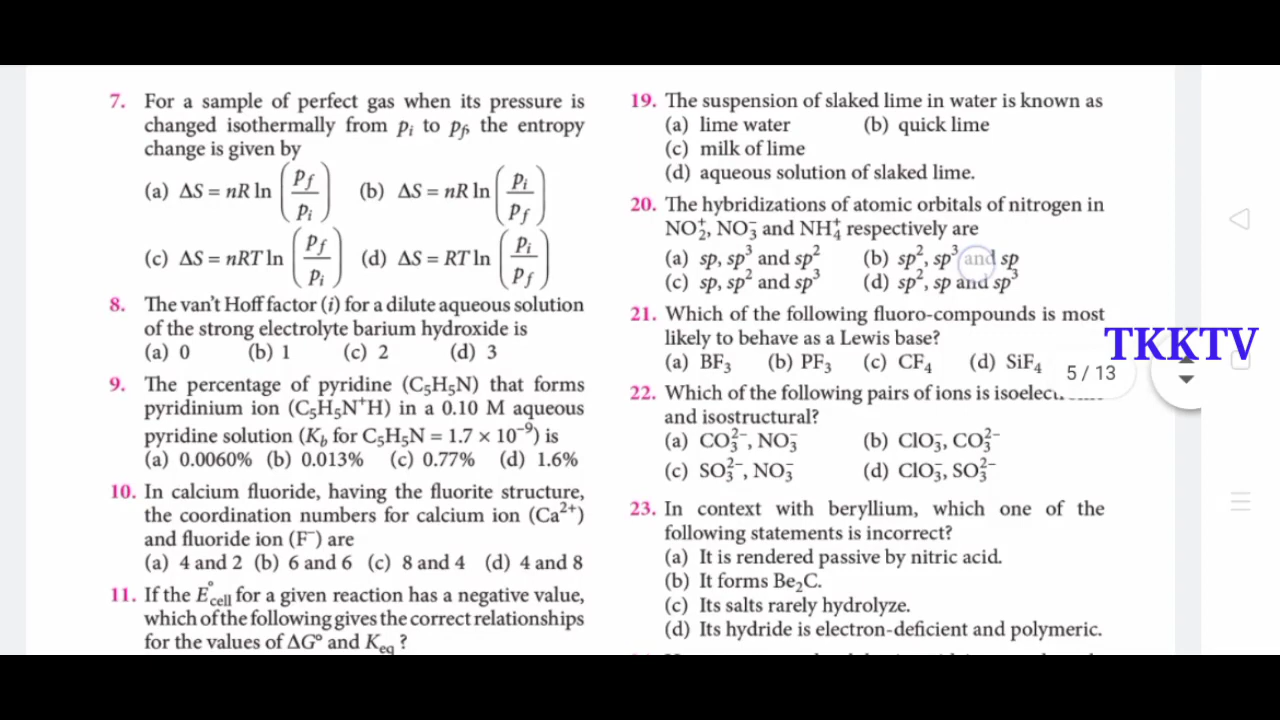 7. For a sample of perfect gas when its pressure is
changed isothermally from pᵢ to p_f, the entropy
change is given by
(a) ΔS = nR ln (p_f / pᵢ) (b) ΔS = nR ln (pᵢ / p_f)
(c) ΔS = nRT ln (p_f / pᵢ) (d) ΔS = RT ln (pᵢ / p_f)
8. The van't Hoff factor (i) for a dilute aqueous solution
of the strong electrolyte barium hydroxide is
(a) 0 (b) 1 (c) 2 (d) 3
9. The percentage of pyridine (C₅H₅N) that forms
pyridinium ion (C₅H₅N⁺H) in a 0.10 M aqueous
pyridine solution (K_b for C₅H₅N = 1.7 × 10⁻⁹) is
(a) 0.0060% (b) 0.013% (c) 0.77% (d) 1.6%
10. In calcium fluoride, having the fluorite structure,
the coordination numbers for calcium ion (Ca²⁺)
and fluoride ion (F⁻) are
(a) 4 and 2 (b) 6 and 6 (c) 8 and 4 (d) 4 and 8
11. If the E°cell for a given reaction has a negative value,
which of the following gives the correct relationships
for the values of ΔG° and K_eq ?
19. The suspension of slaked lime in water is known as
(a) lime water (b) quick lime
(c) milk of lime
(d) aqueous solution of slaked lime.
20. The hybridizations of atomic orbitals of nitrogen in
NO₂⁺, NO₃⁻ and NH₄⁺ respectively are
(a) sp, sp³ and sp² (b) sp², sp³ and sp
(c) sp, sp² and sp³ (d) sp², sp and sp³
21. Which of the following fluoro-compounds is most
likely to behave as a Lewis base?
(a) BF₃ (b) PF₃ (c) CF₄ (d) SiF₄
22. Which of the following pairs of ions is
and isostructural?
(a) CO₃²⁻, NO₃⁻ (b) ClO₃⁻, CO₃²⁻
(c) SO₃²⁻, NO₃⁻ (d) ClO₃⁻, SO₃²⁻
23. In context with beryllium, which one of the
following statements is incorrect?
(a) It is rendered passive by nitric acid.
(b) It forms Be₂C.
(c) Its salts rarely hydrolyze.
(d) Its hydride is electron-deficient and polymeric.
TKKTV
5 / 13